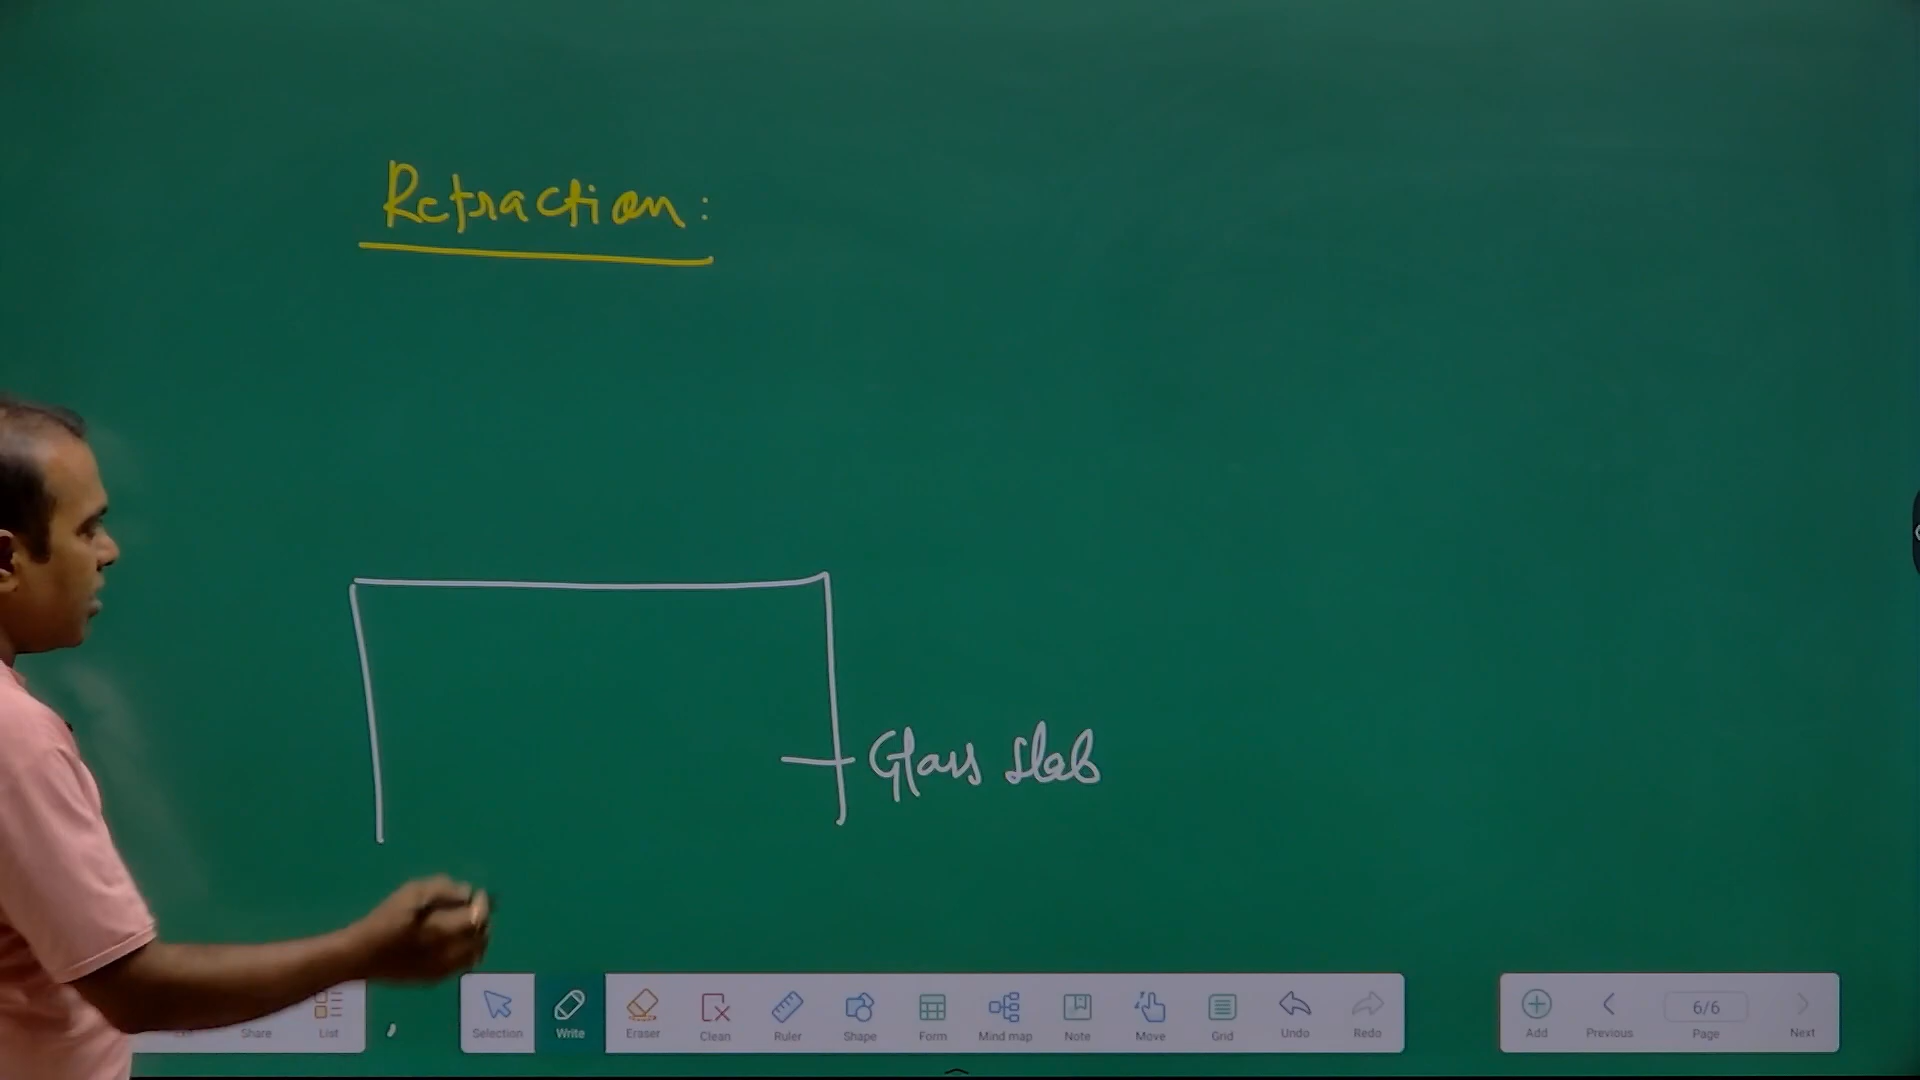 Refraction:
Glass slab
Share
List
,
Selection
Write
Eraser
Clean
Ruler
Shape
Form
Mind map
Note
Move
Grid
Undo
Redo
Add
Previous
6/6
Page
Next